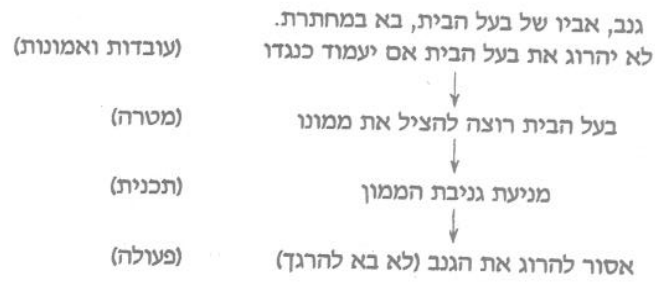 גנב, אביו של בעל הבית, בא במחתרת.
לא יהרוג את בעל הבית אם יעמוד כנגדו (עובדות ואמונות)
בעל הבית רוצה להציל את ממונו (מטרה)
מניעת גניבת הממון (תכנית)
אסור להרוג את הגנב (לא בא להרגך) (פעולה)